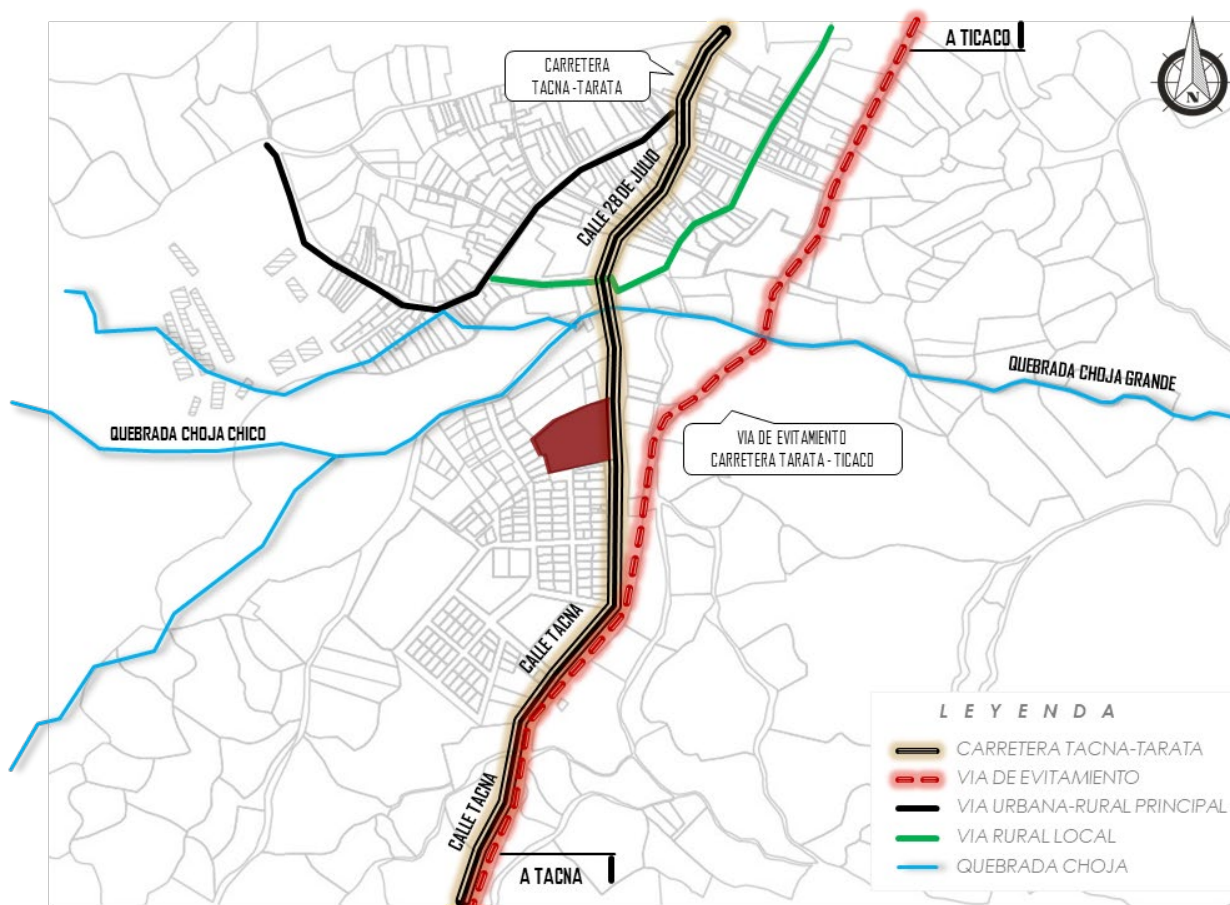 A TICACO
CARRETERA
TACNA-TARATA
N
CALLE 28 DE JULIO
QUEBRADA CHOJA GRANDE
QUEBRADA CHOJA CHICO
VIA DE EVITAMIENTO
CARRETERA TARATA - TICACO
CALLE TACNA
CALLE TACNA
A TACNA
LEYENDA
CARRETERA TACNA-TARATA
VIA DE EVITAMIENTO
VIA URBANA-RURAL PRINCIPAL
VIA RURAL LOCAL
QUEBRADA CHOJA